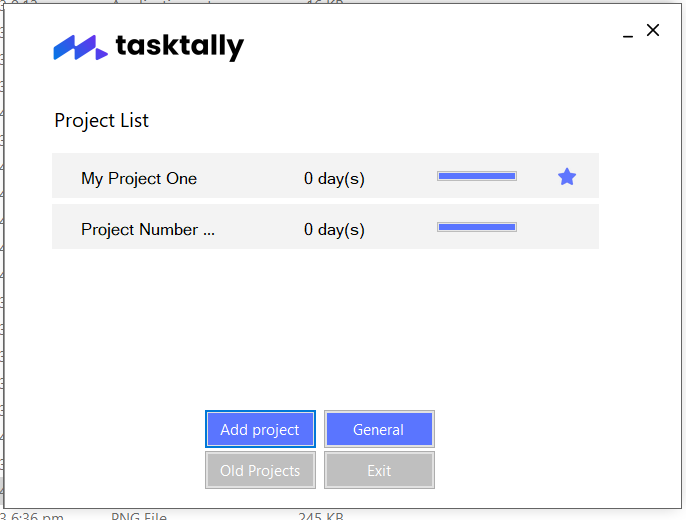 tasktally
Project List
My Project One 0 day(s)
Project Number ... 0 day(s)
Add project General
Old Projects Exit
6:36 pm PNG File 245 KB